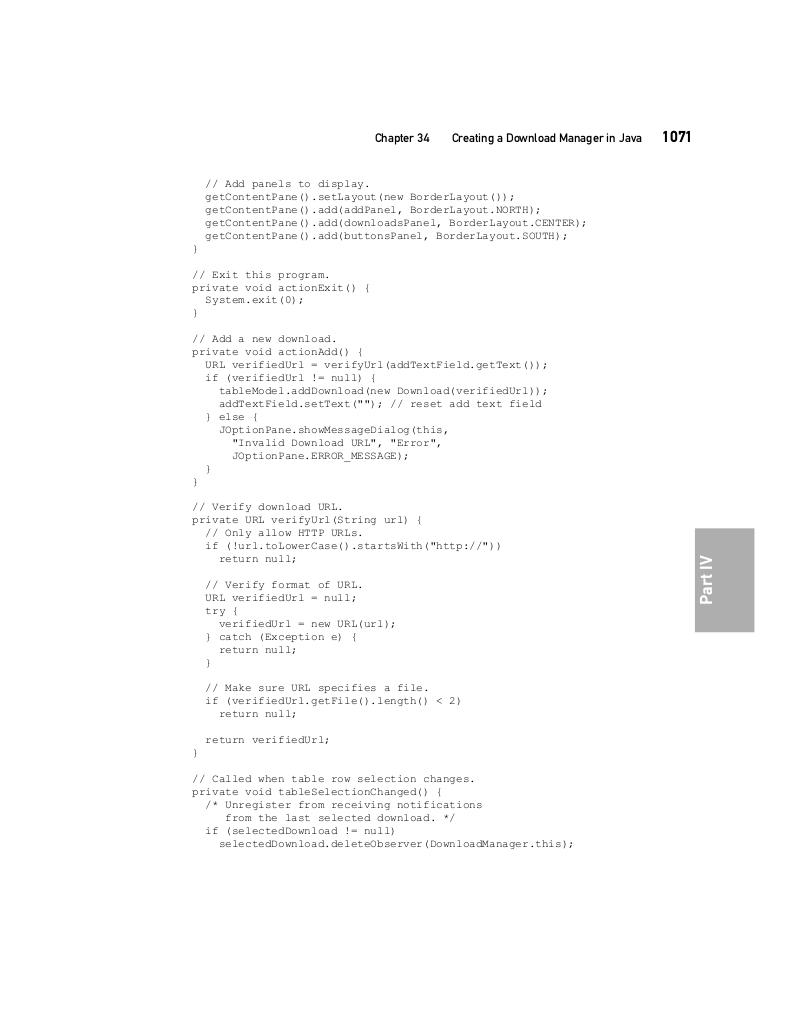 Chapter 34 Creating a Download Manager in Java 1071
// Add panels to display.
getContentPane().setLayout(new BorderLayout());
getContentPane().add(addPanel, BorderLayout.NORTH);
getContentPane().add(downloadsPanel, BorderLayout.CENTER);
getContentPane().add(buttonsPanel, BorderLayout.SOUTH);
}
// Exit this program.
private void actionExit() {
System.exit(0);
}
// Add a new download.
private void actionAdd() {
URL verifiedUrl = verifyUrl(addTextField.getText());
if (verifiedUrl != null) {
tableModel.addDownload(new Download(verifiedUrl));
addTextField.setText(""); // reset add text field
} else {
JOptionPane.showMessageDialog(this,
"Invalid Download URL", "Error",
JOptionPane.ERROR_MESSAGE);
}
}
// Verify download URL.
private URL verifyUrl(String url) {
// Only allow HTTP URLs.
if (!url.toLowerCase().startsWith("http://"))
return null;
// Verify format of URL.
URL verifiedUrl = null;
try {
verifiedUrl = new URL(url);
} catch (Exception e) {
return null;
}
// Make sure URL specifies a file.
if (verifiedUrl.getFile().length() < 2)
return null;
return verifiedUrl;
}
// Called when table row selection changes.
private void tableSelectionChanged() {
/* Unregister from receiving notifications
from the last selected download. */
if (selectedDownload != null)
selectedDownload.deleteObserver(DownloadManager.this);
Part IV